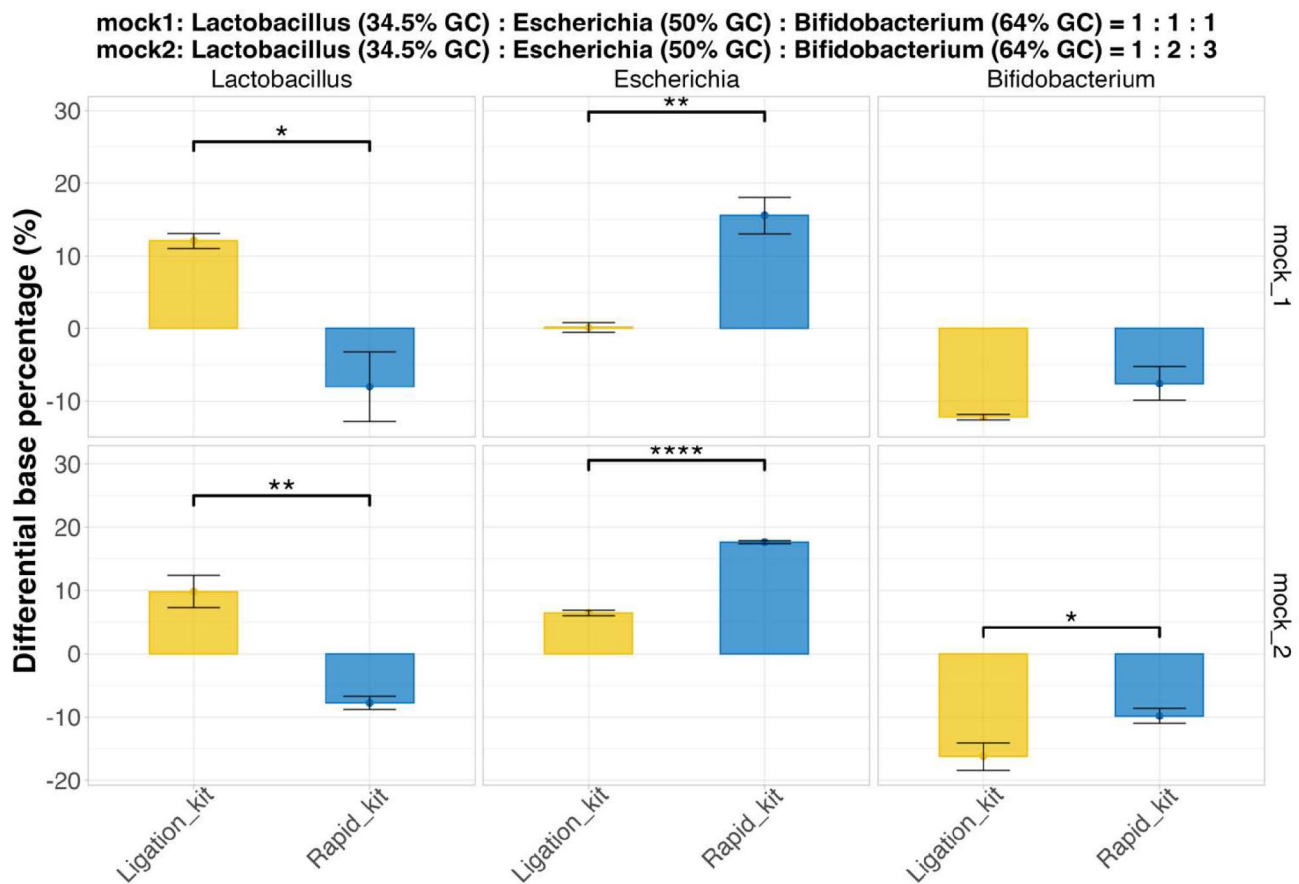 mock1: Lactobacillus (34.5% GC) : Escherichia (50% GC) : Bifidobacterium (64% GC) = 1 : 1 : 1
mock2: Lactobacillus (34.5% GC) : Escherichia (50% GC) : Bifidobacterium (64% GC) = 1 : 2 : 3
Lactobacillus Escherichia Bifidobacterium
Differential base percentage (%)
30
20
10
0
-10
* **
mock_1
30
20
10
0
-10
-20
** **** *
mock_2
Ligation_kit Rapid_kit Ligation_kit Rapid_kit Ligation_kit Rapid_kit